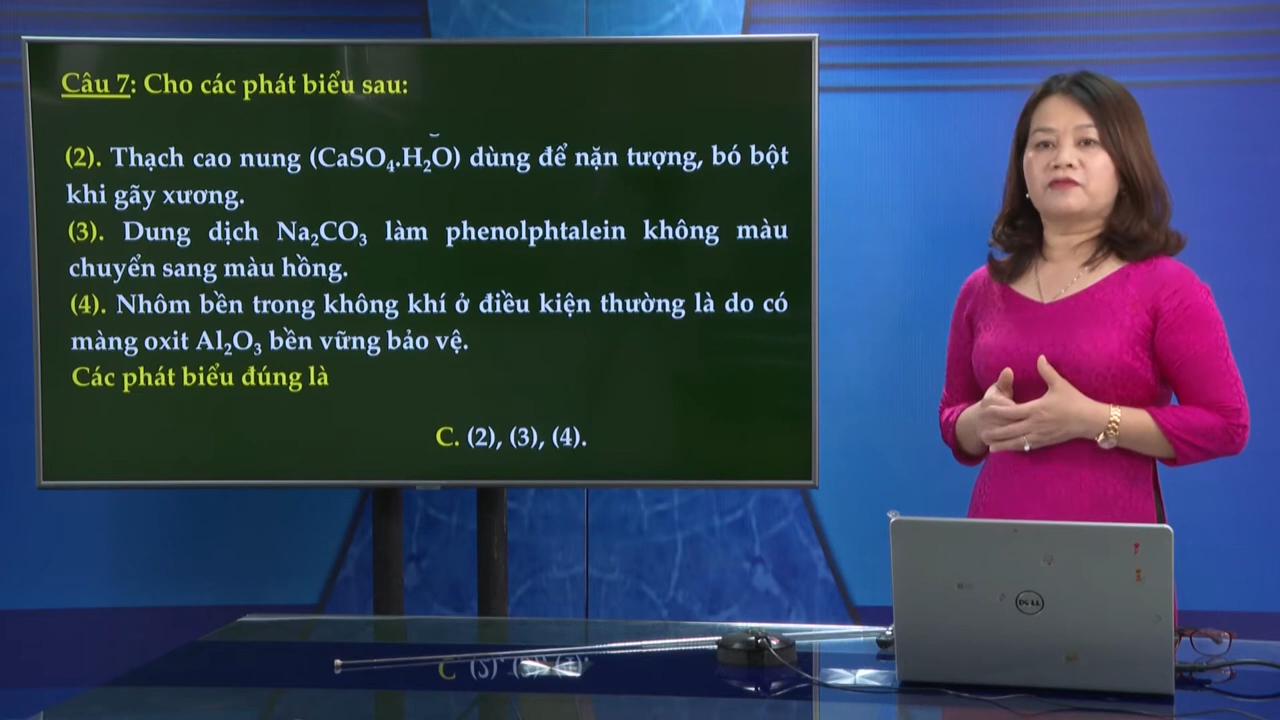 Câu 7: Cho các phát biểu sau:
(2). Thạch cao nung (CaSO₄.H₂O) dùng để nặn tượng, bó bột
khi gãy xương.
(3). Dung dịch Na₂CO₃ làm phenolphtalein không màu
chuyển sang màu hồng.
(4). Nhôm bền trong không khí ở điều kiện thường là do có
màng oxit Al₂O₃ bền vững bảo vệ.
Các phát biểu đúng là
C. (2), (3), (4).
DELL